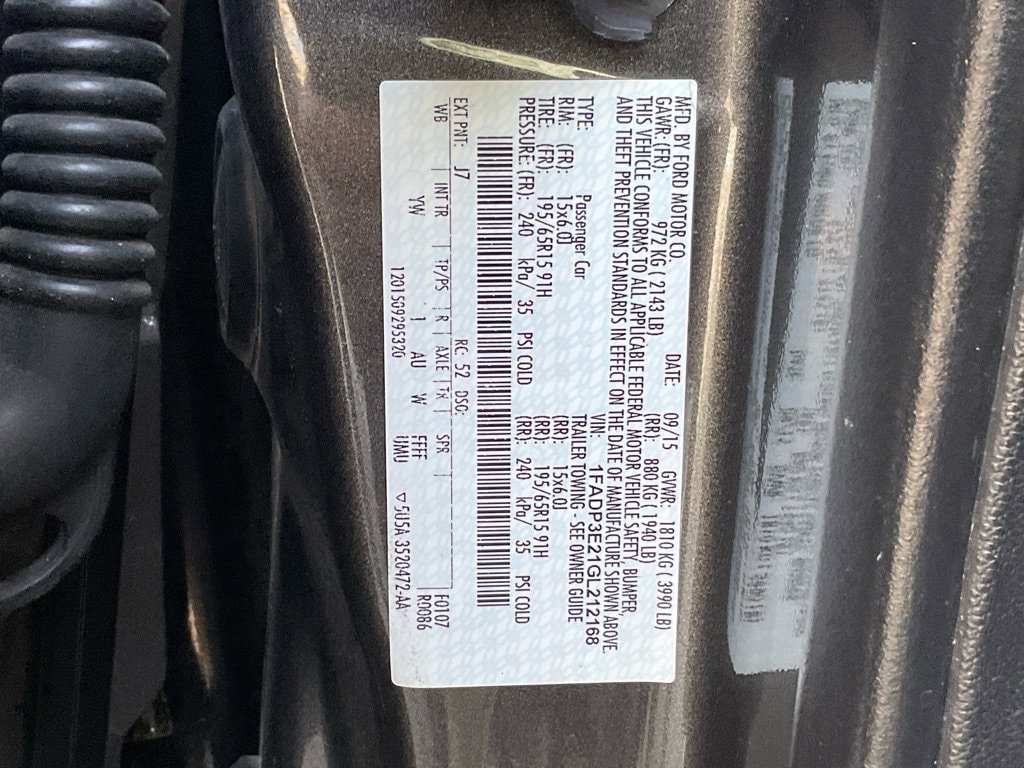 MFD. BY FORD MOTOR CO.
DATE: 09/15 GVWR: 1810 KG ( 3990 LB)
GAWR: (FR): 972 KG ( 2143 LB) (RR): 880 KG ( 1940 LB)
THIS VEHICLE CONFORMS TO ALL APPLICABLE FEDERAL MOTOR VEHICLE SAFETY, BUMPER,
AND THEFT PREVENTION STANDARDS IN EFFECT ON THE DATE OF MANUFACTURE SHOWN ABOVE.
VIN: 1FADP3E21GL212168
TYPE: Passenger Car TRAILER TOWING - SEE OWNER GUIDE
RIM: (FR): 15x6.0J (RR): 15x6.0J
TIRE: (FR): 195/65R15 91H (RR): 195/65R15 91H
PRESSURE: (FR): 240 kPa/ 35 PSI COLD (RR): 240 kPa/ 35 PSI COLD
EXT PNT: J7 RC: 52 DSO: F0107
WB INT TR TP/PS R AXLE TR SPR R0086
YW I AU W FFFF
1201509295320 UMU ▽5USA 3520472-AA